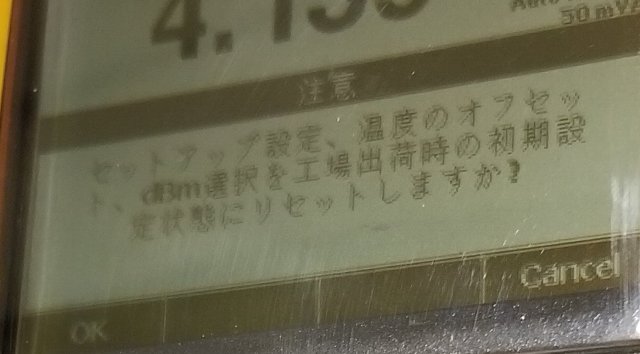 Auto
50 mV
注意
セットアップ設定、温度のオフセッ
ト、dBm選択を工場出荷時の初期設
定状態にリセットしますか?
OK
Cancel